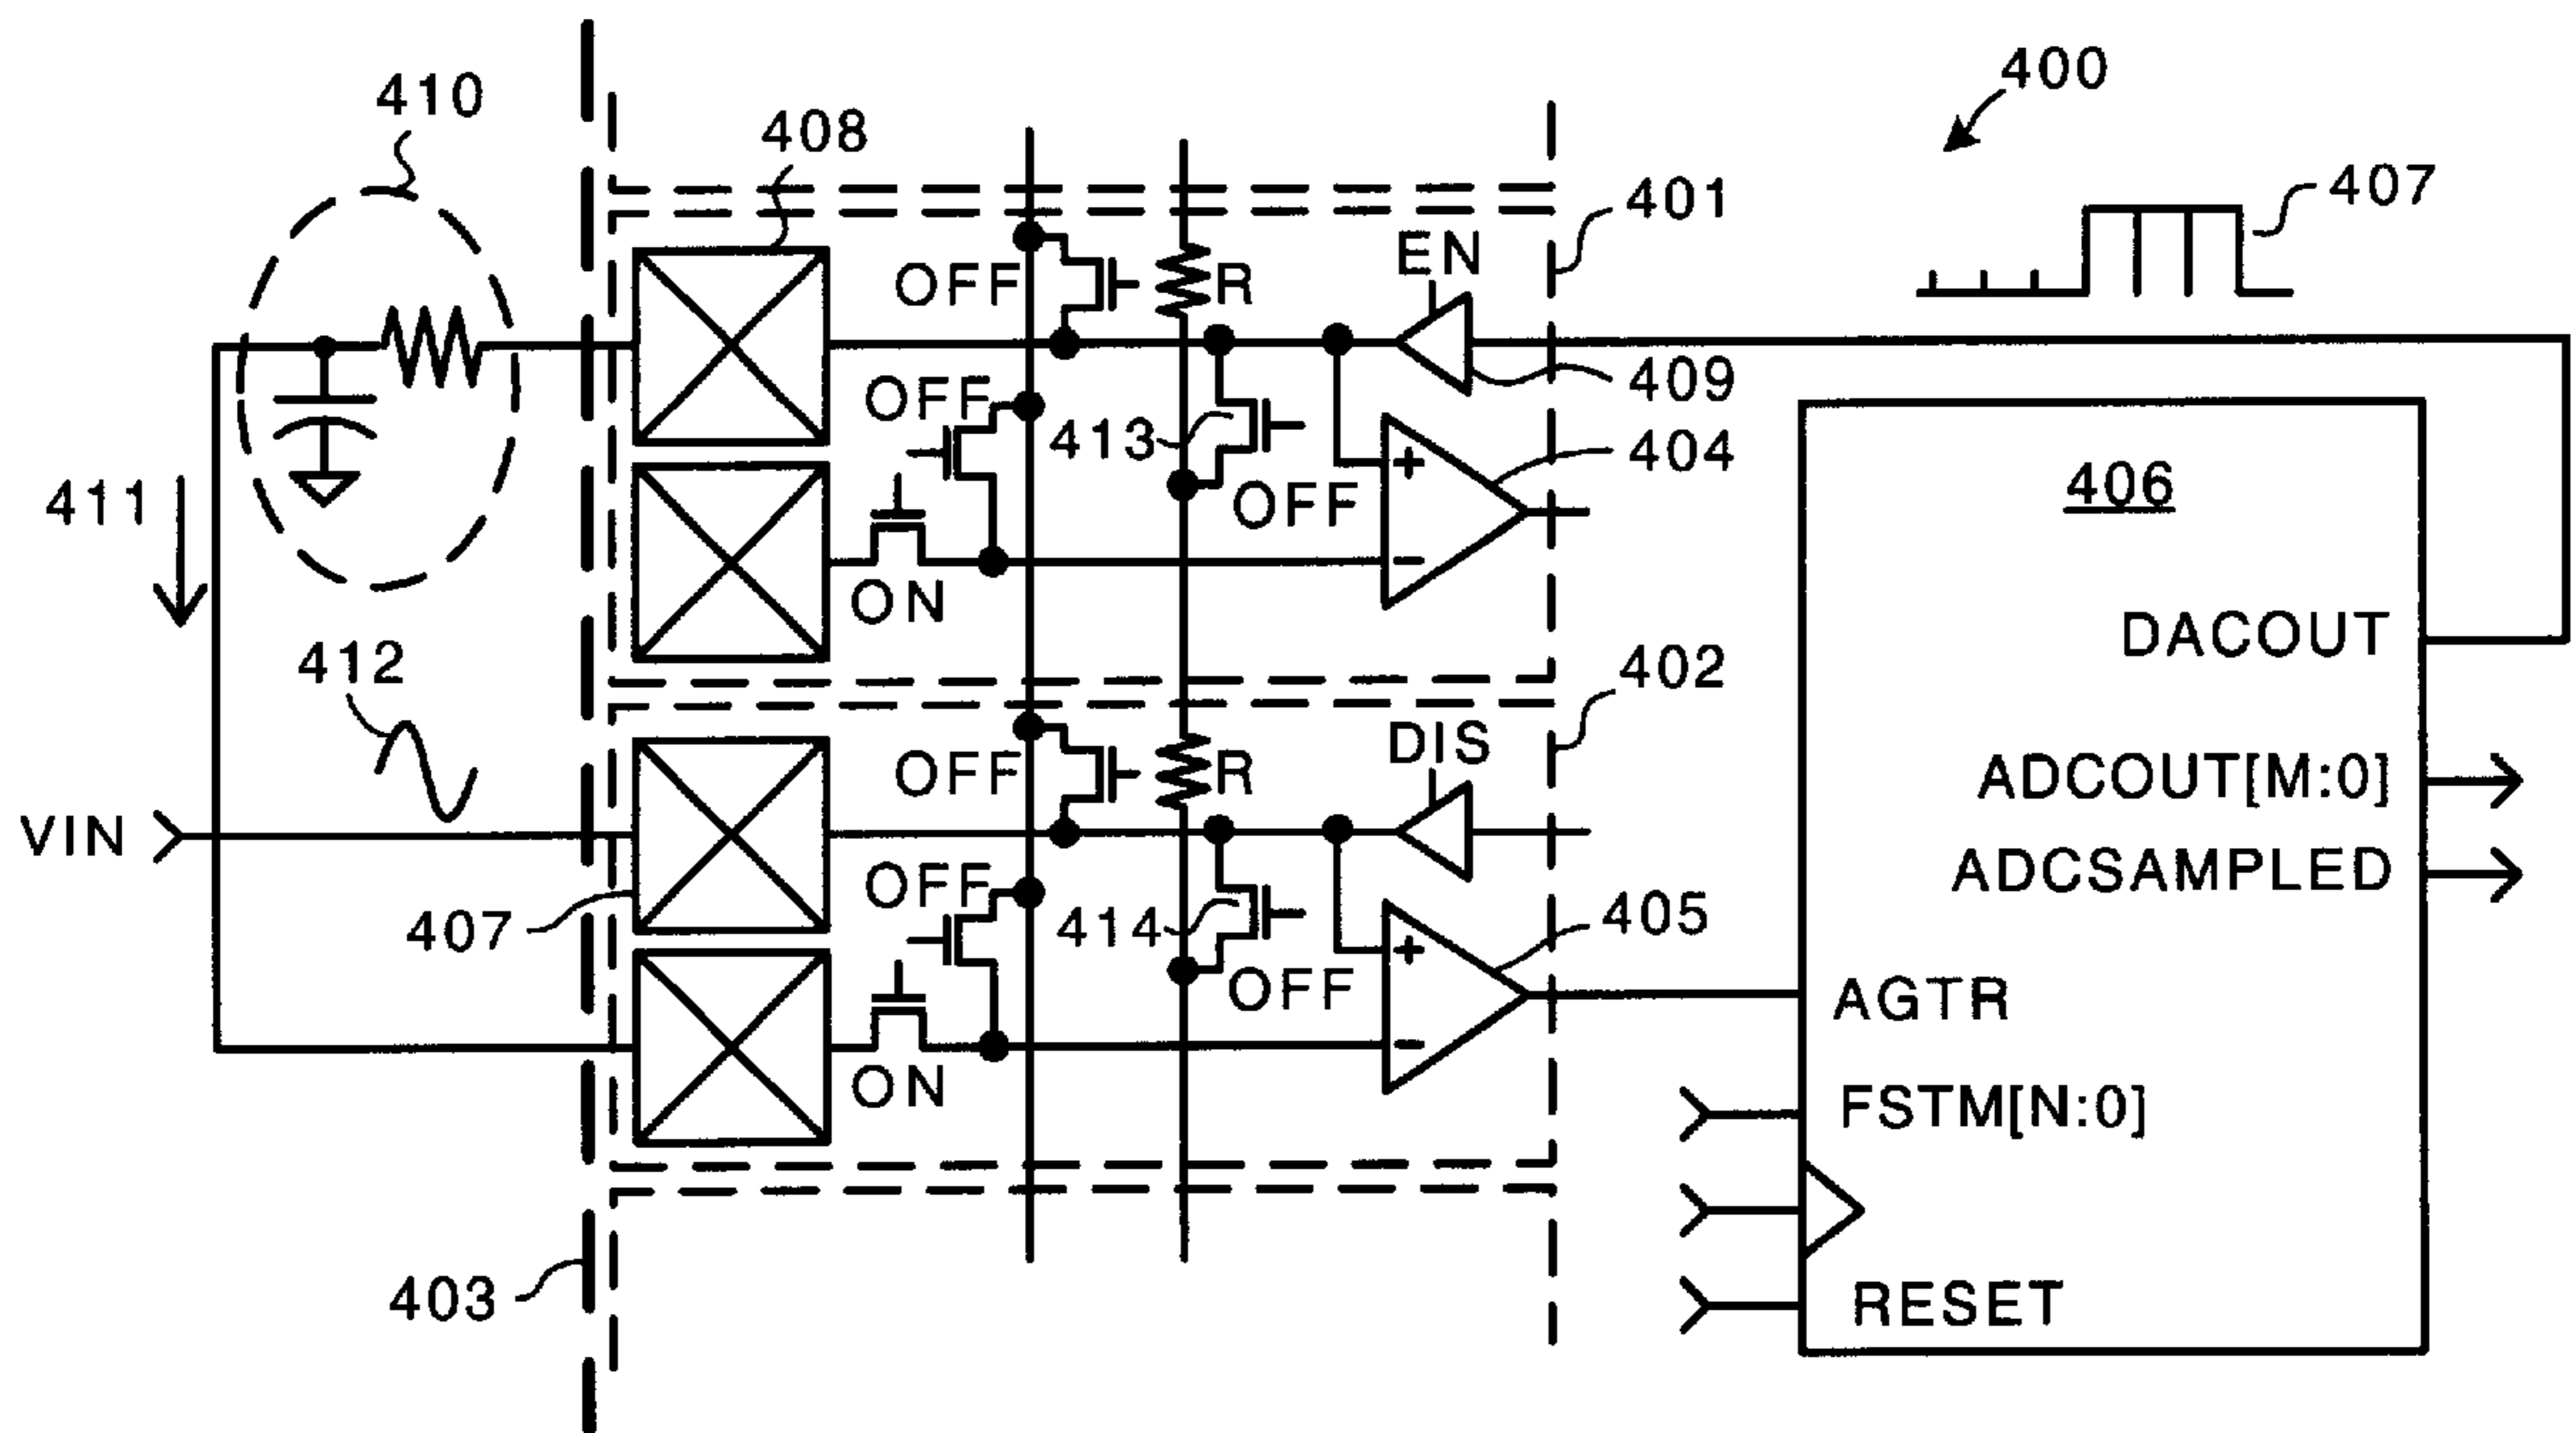 400
410
408
407
401
EN
OFF
R
409
OFF
413
404
411
OFF
406
ON
DACOUT
412
402
DIS
OFF
R
ADCOUT[M:0]
VIN
OFF
ADCSAMPLED
407
414
405
OFF
AGTR
ON
FSTM[N:0]
403
RESET